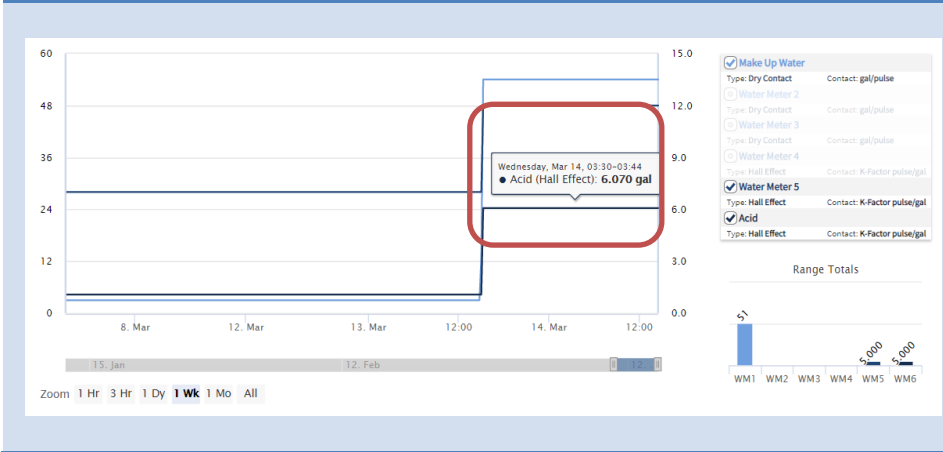 60
48
36
24
12
0
15.0
12.0
9.0
6.0
3.0
0.0
Wednesday, Mar 14, 03:30-03:44
● Acid (Hall Effect): 6.070 gal
8. Mar 12. Mar 13. Mar 12:00 14. Mar 12:00
15. Jan 12. Feb 12.
Zoom 1 Hr 3 Hr 1 Dy 1 Wk 1 Mo All
Make Up Water
Type: Dry Contact Contact: gal/pulse
Water Meter 2
Type: Dry Contact Contact: gal/pulse
Water Meter 3
Type: Dry Contact Contact: gal/pulse
Water Meter 4
Type: Hall Effect Contact: K-Factor pulse/gal
Water Meter 5
Type: Hall Effect Contact: K-Factor pulse/gal
Acid
Type: Hall Effect Contact: K-Factor pulse/gal
Range Totals
51
5,000 5,000
WM1 WM2 WM3 WM4 WM5 WM6